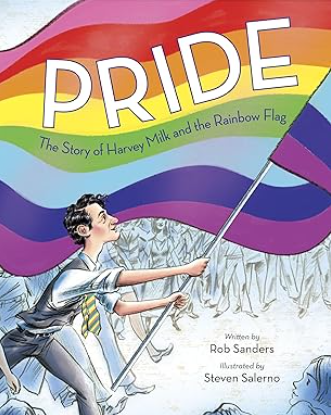 PRIDE
The Story of Harvey Milk and the Rainbow Flag
Written by
Rob Sanders
Illustrated by
Steven Salerno